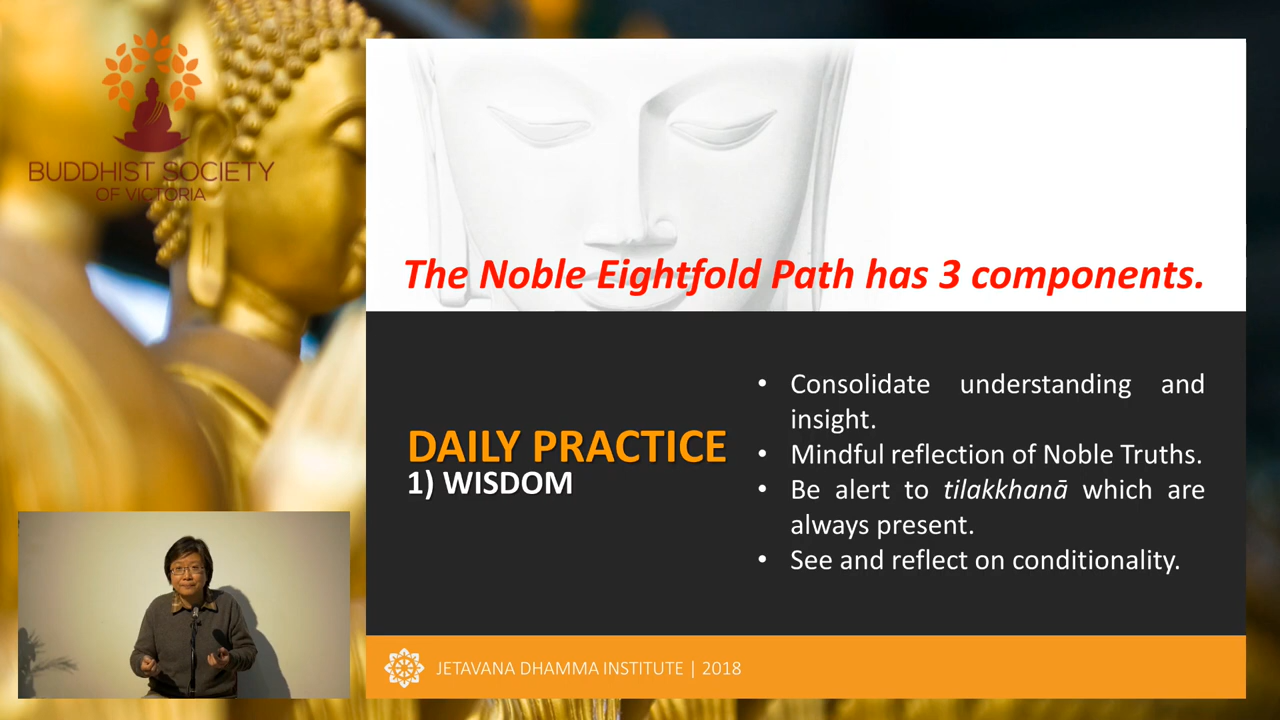 BUDDHIST SOCIETY
OF VICTORIA
The Noble Eightfold Path has 3 components.
DAILY PRACTICE
1) WISDOM
• Consolidate understanding and
insight.
• Mindful reflection of Noble Truths.
• Be alert to tilakkhanā which are
always present.
• See and reflect on conditionality.
JETAVANA DHAMMA INSTITUTE | 2018